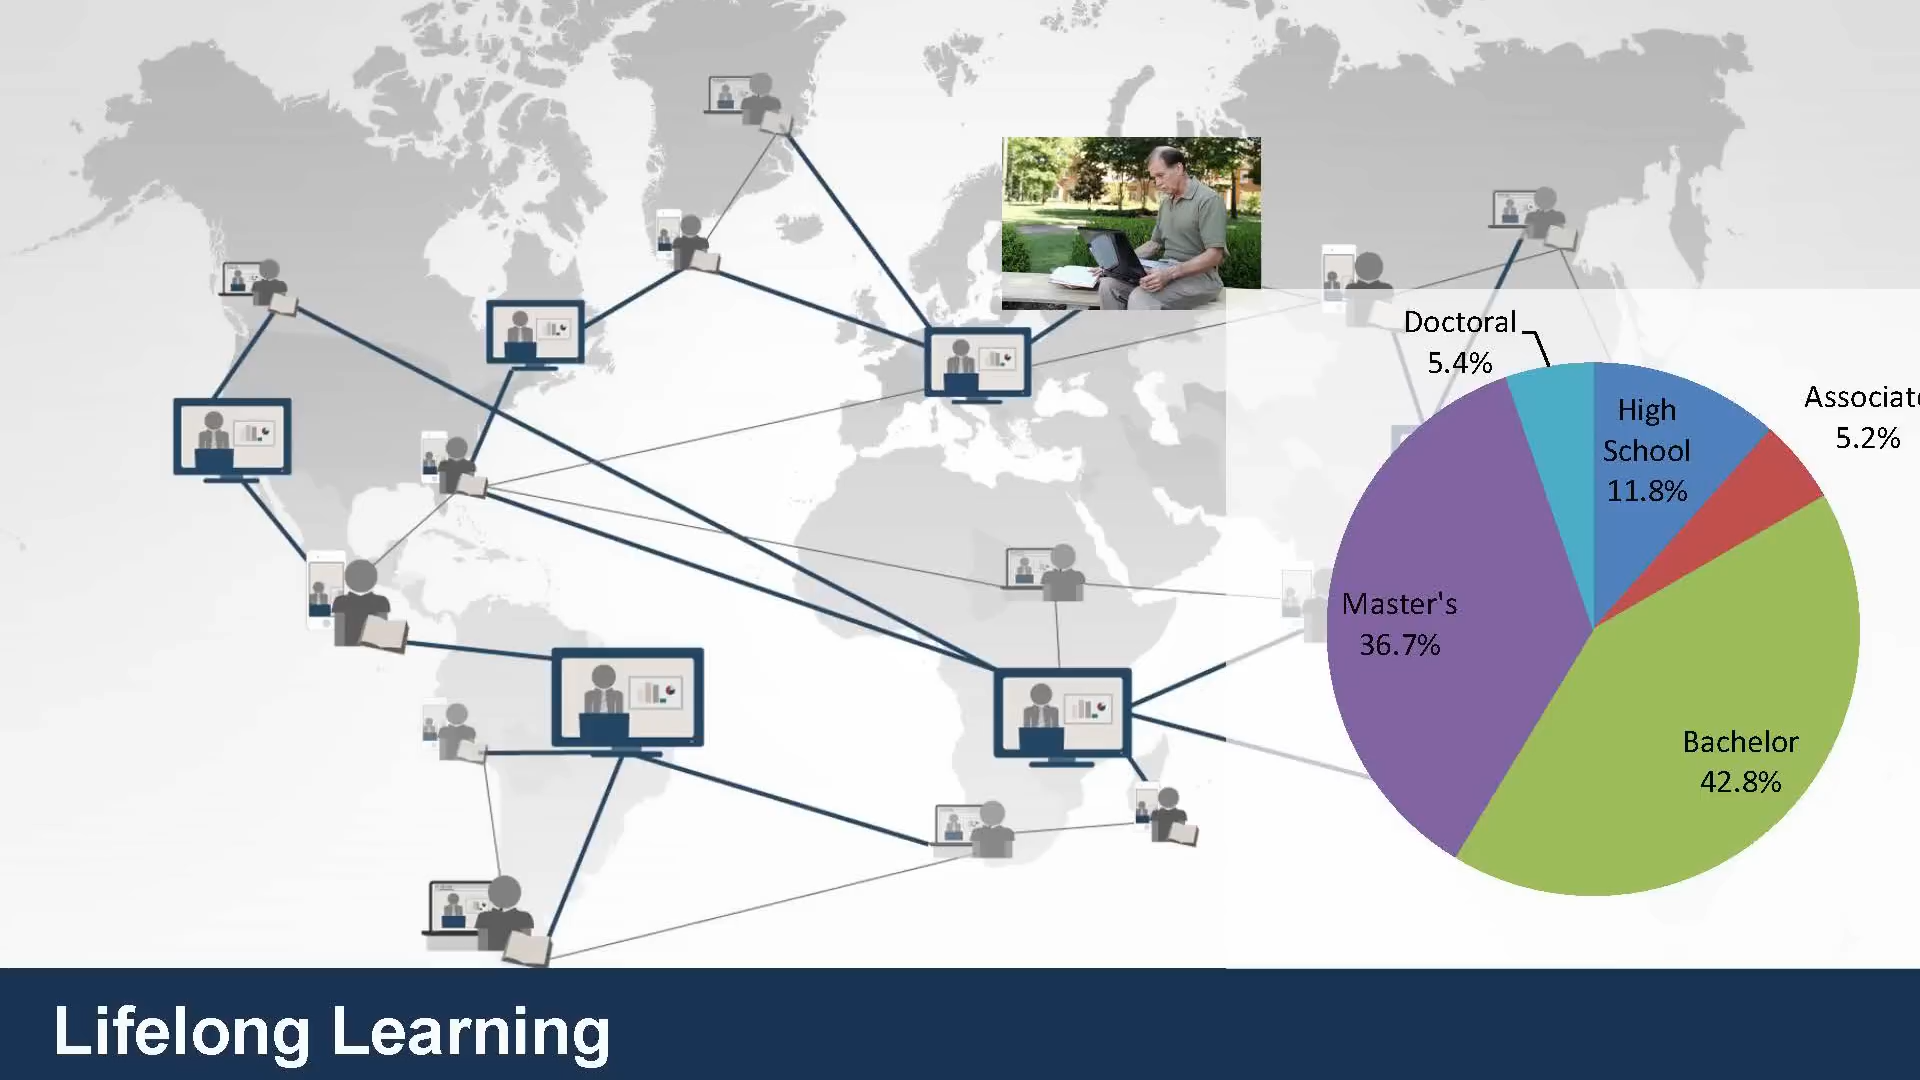 Doctoral
5.4%
High
School
11.8%
Associate
5.2%
Master's
36.7%
Bachelor
42.8%
Lifelong Learning